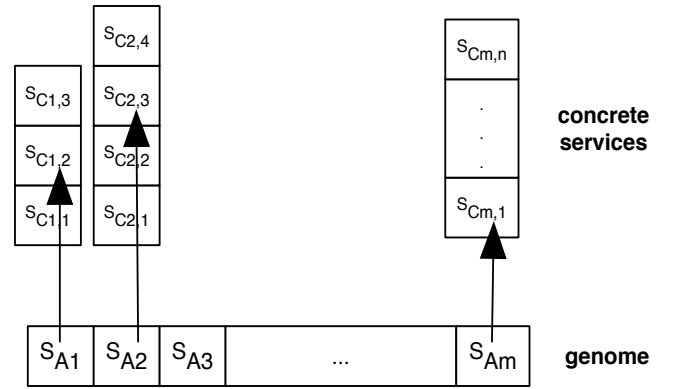 SC2,4
SC1,3 SC2,3 SCm,n
SC1,2 SC2,2 . . .
SC1,1 SC2,1 SCm,1
concrete
services
SA1 SA2 SA3 ... SAm genome